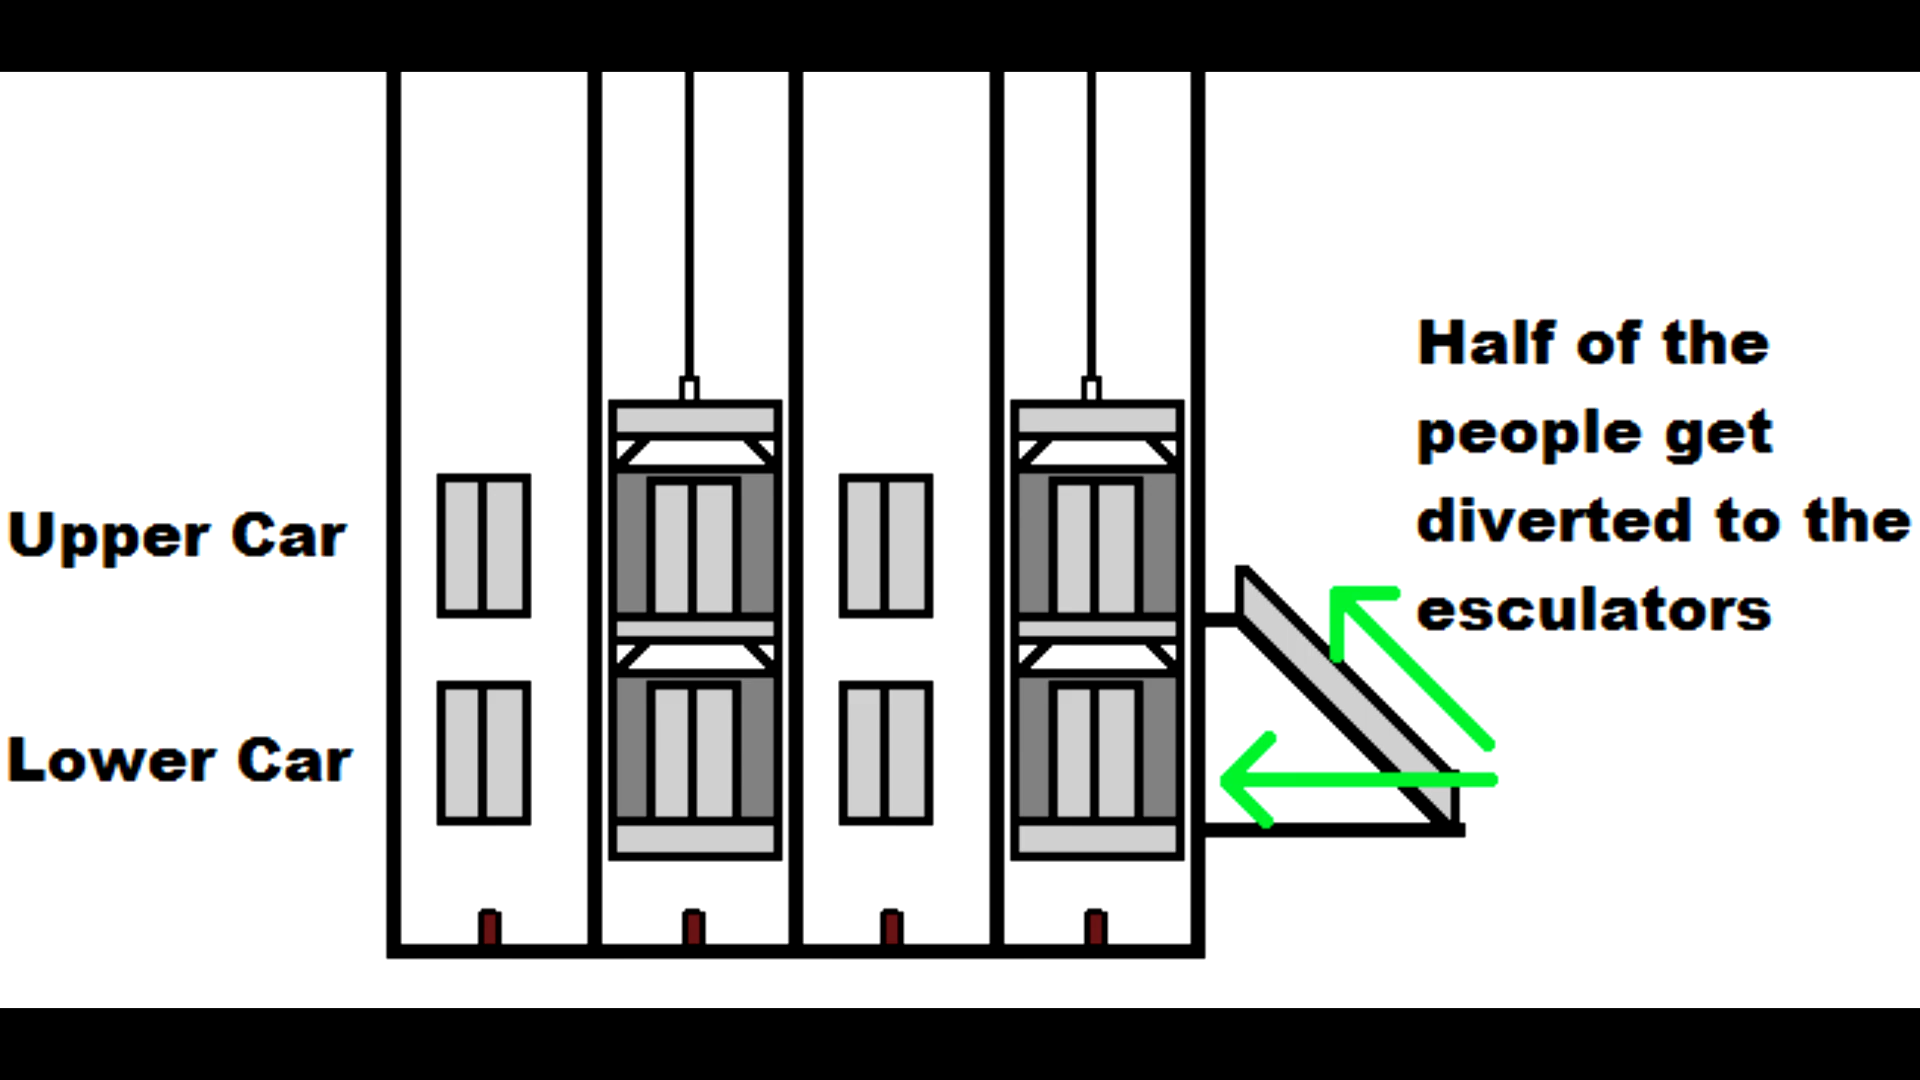 Half of the
people get
diverted to the
esculators
Upper Car
Lower Car